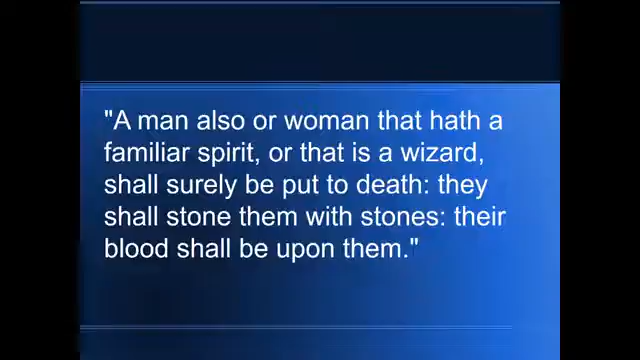 "A man also or woman that hath a
familiar spirit, or that is a wizard,
shall surely be put to death: they
shall stone them with stones: their
blood shall be upon them."